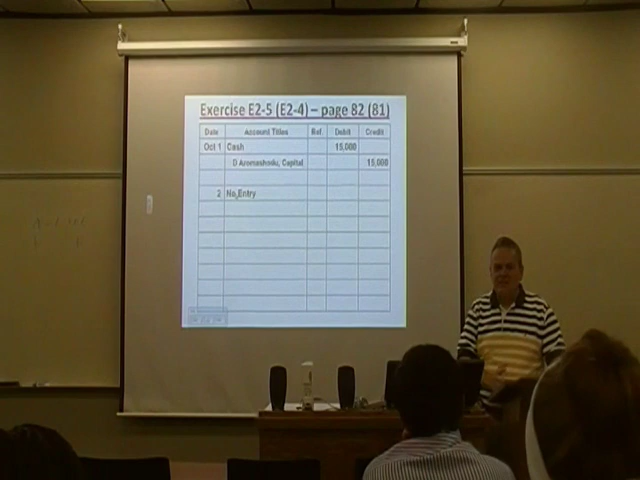 Exercise E2-5 (E2-4) – page 82 (81)
Date Account Titles Ref. Debit Credit
Oct 1 Cash 15,000
D Aromashodu, Capital 15,000
2 No Entry